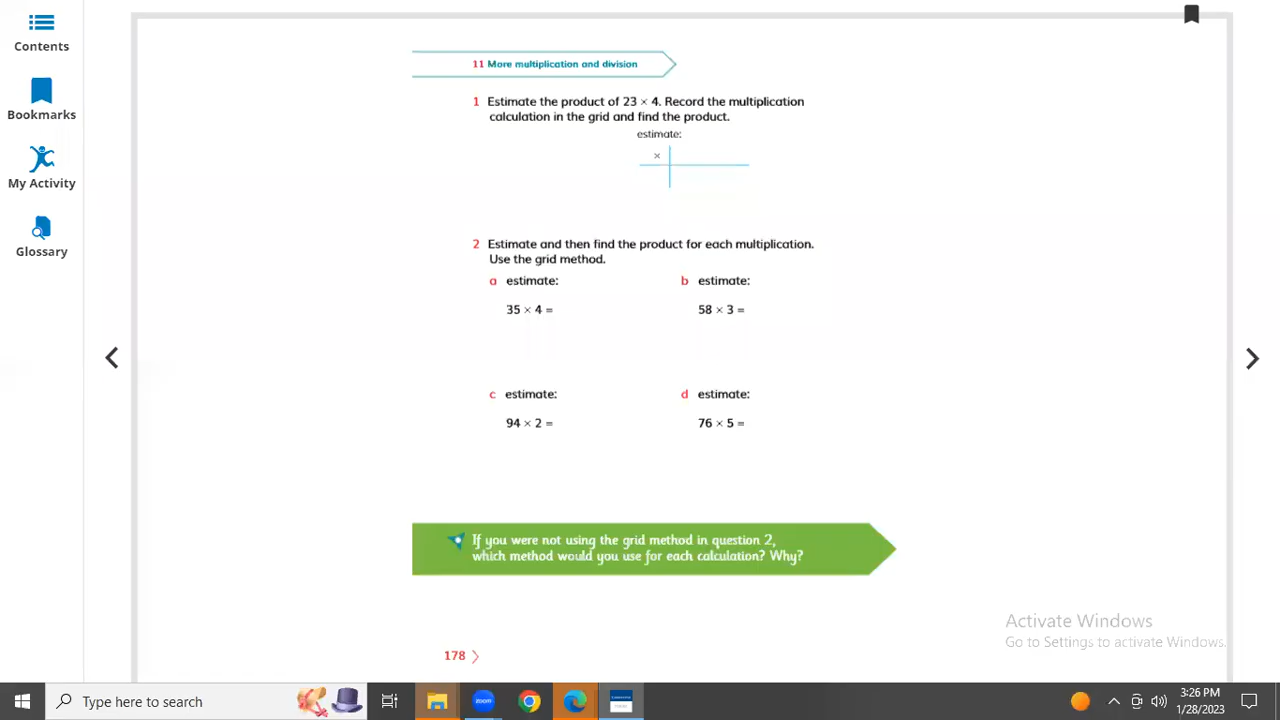 Contents
Bookmarks
My Activity
Glossary
11 More multiplication and division
1 Estimate the product of 23 × 4. Record the multiplication
calculation in the grid and find the product.
estimate:
×
2 Estimate and then find the product for each multiplication.
Use the grid method.
a estimate:
35 × 4 =
b estimate:
58 × 3 =
c estimate:
94 × 2 =
d estimate:
76 × 5 =
If you were not using the grid method in question 2,
which method would you use for each calculation? Why?
178
Activate Windows
Go to Settings to activate Windows.
Type here to search
zoom
3:26 PM
1/28/2023